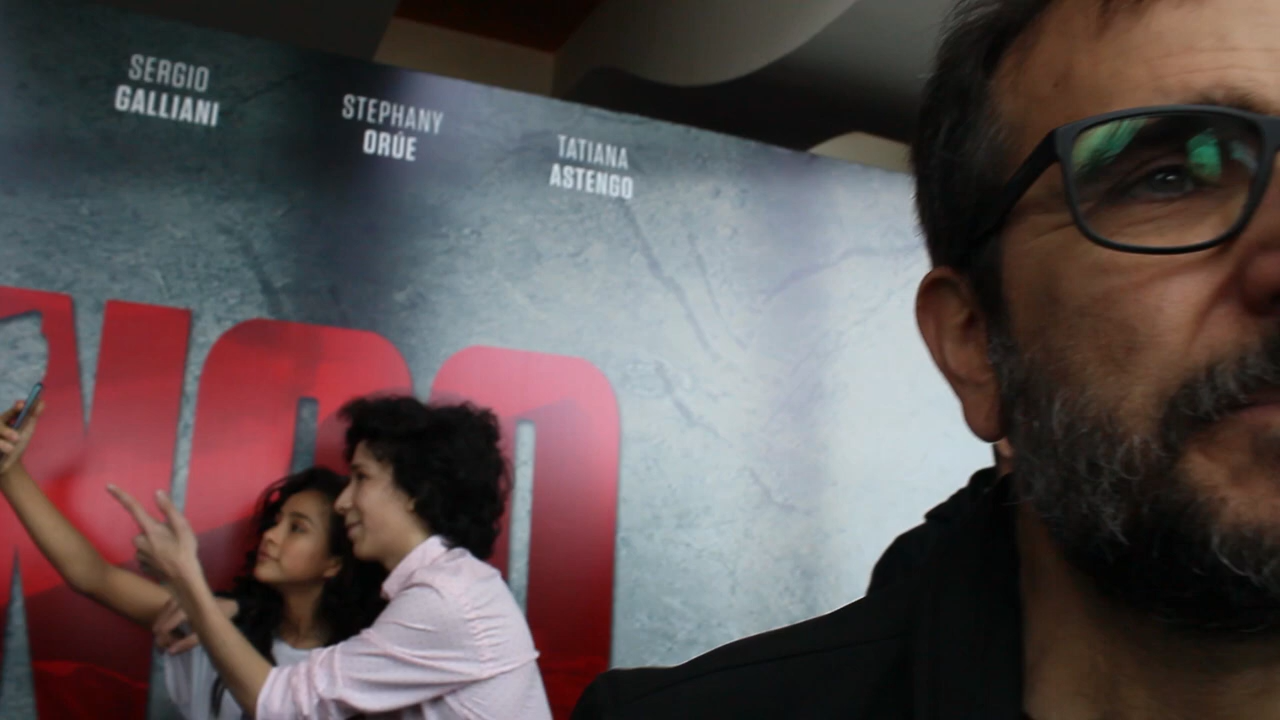 SERGIO
GALLIANI
STEPHANY
ORÚE
TATIANA
ASTENGO